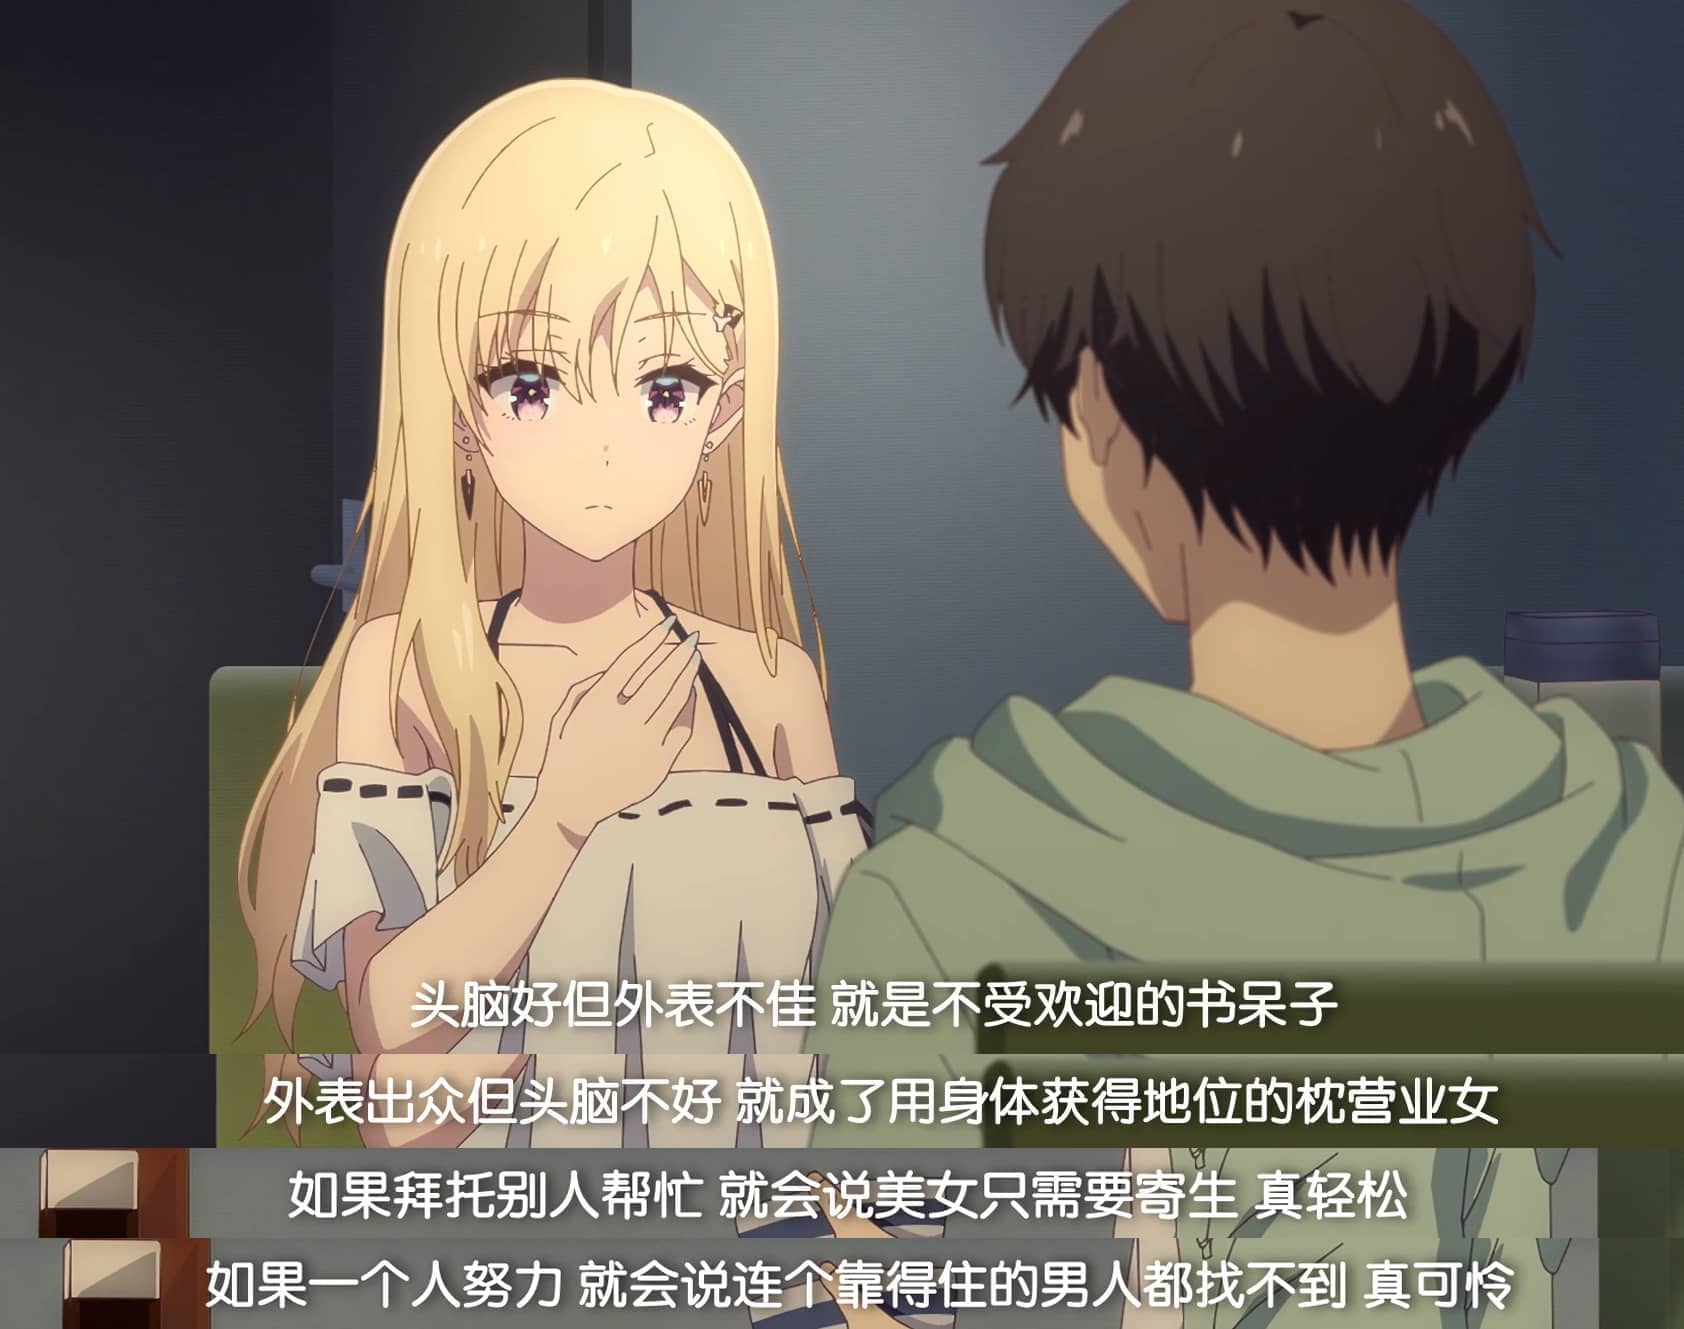 头脑好但外表不佳 就是不受欢迎的书呆子
外表出众但头脑不好 就成了用身体获得地位的枕营业女
如果拜托别人帮忙 就会说美女只需要寄生 真轻松
如果一个人努力 就会说连个靠得住的男人都找不到 真可怜